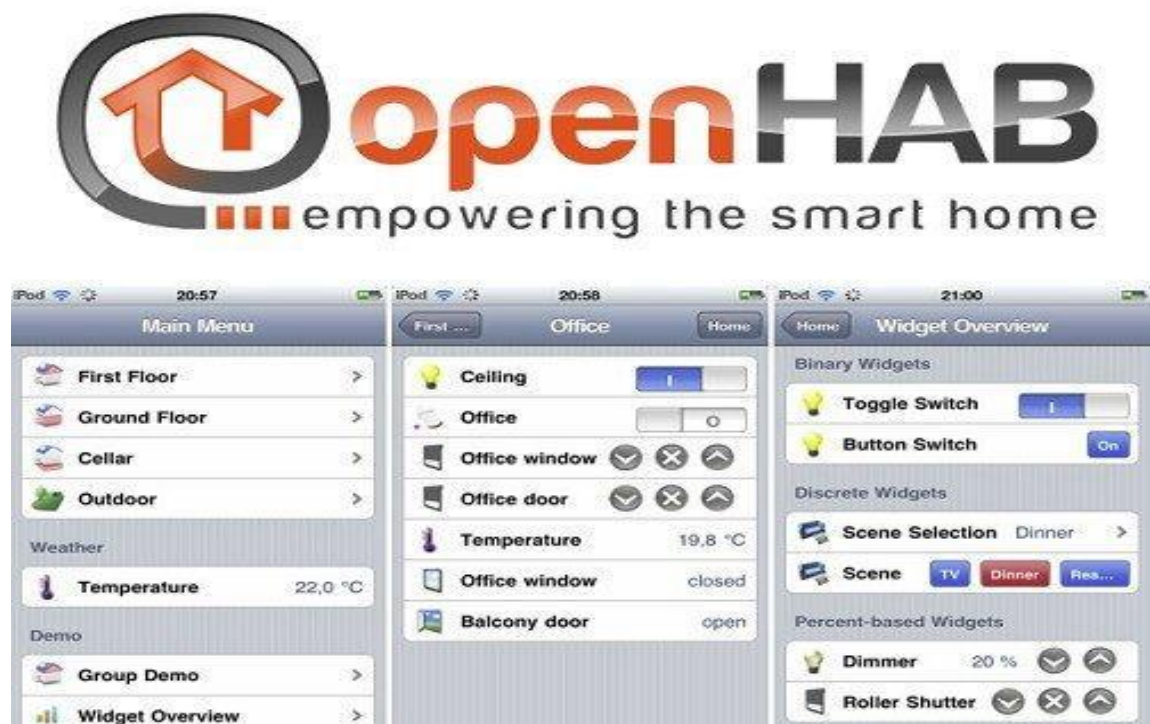 openHAB
empowering the smart home
iPod 20:57
Main Menu
First Floor
Ground Floor
Cellar
Outdoor
Weather
Temperature 22,0 °C
Demo
Group Demo
Widget Overview
iPod 20:58
First ... Office Home
Ceiling I
Office O
Office window
Office door
Temperature 19,8 °C
Office window closed
Balcony door open
iPod 21:00
Home Widget Overview
Binary Widgets
Toggle Switch I
Button Switch On
Discrete Widgets
Scene Selection Dinner
Scene TV Dinner Rea...
Percent-based Widgets
Dimmer 20 %
Roller Shutter